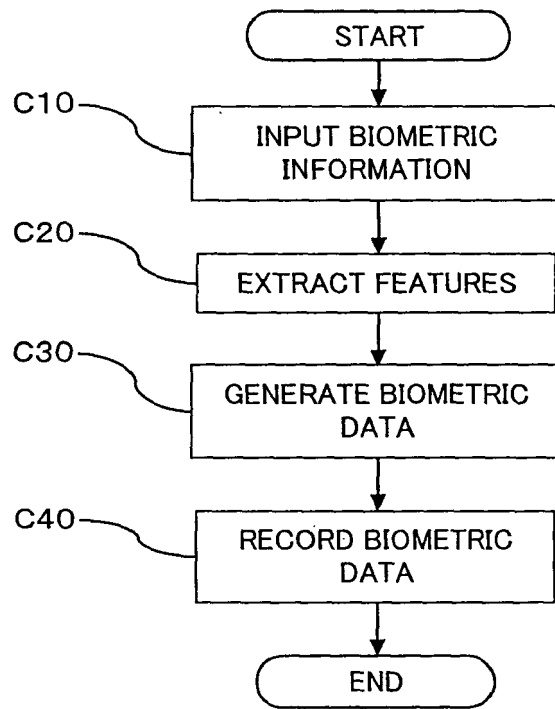 START
C10
INPUT BIOMETRIC
INFORMATION
C20
EXTRACT FEATURES
C30
GENERATE BIOMETRIC
DATA
C40
RECORD BIOMETRIC
DATA
END